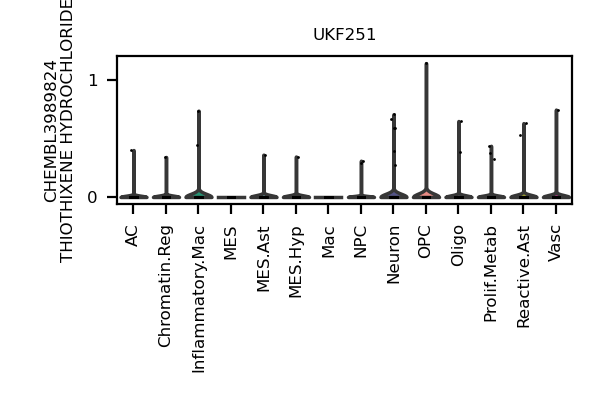 UKF251
CHEMBL3989824
THIOTHIXENE HYDROCHLORIDE
1
0
AC
Chromatin.Reg
Inflammatory.Mac
MES
MES.Ast
MES.Hyp
Mac
NPC
Neuron
OPC
Oligo
Prolif.Metab
Reactive.Ast
Vasc